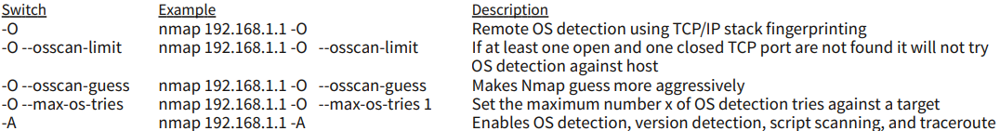 Switch Example Description
-O nmap 192.168.1.1 -O Remote OS detection using TCP/IP stack fingerprinting
-O --osscan-limit nmap 192.168.1.1 -O --osscan-limit If at least one open and one closed TCP port are not found it will not try
OS detection against host
-O --osscan-guess nmap 192.168.1.1 -O --osscan-guess Makes Nmap guess more aggressively
-O --max-os-tries nmap 192.168.1.1 -O --max-os-tries 1 Set the maximum number x of OS detection tries against a target
-A nmap 192.168.1.1 -A Enables OS detection, version detection, script scanning, and traceroute